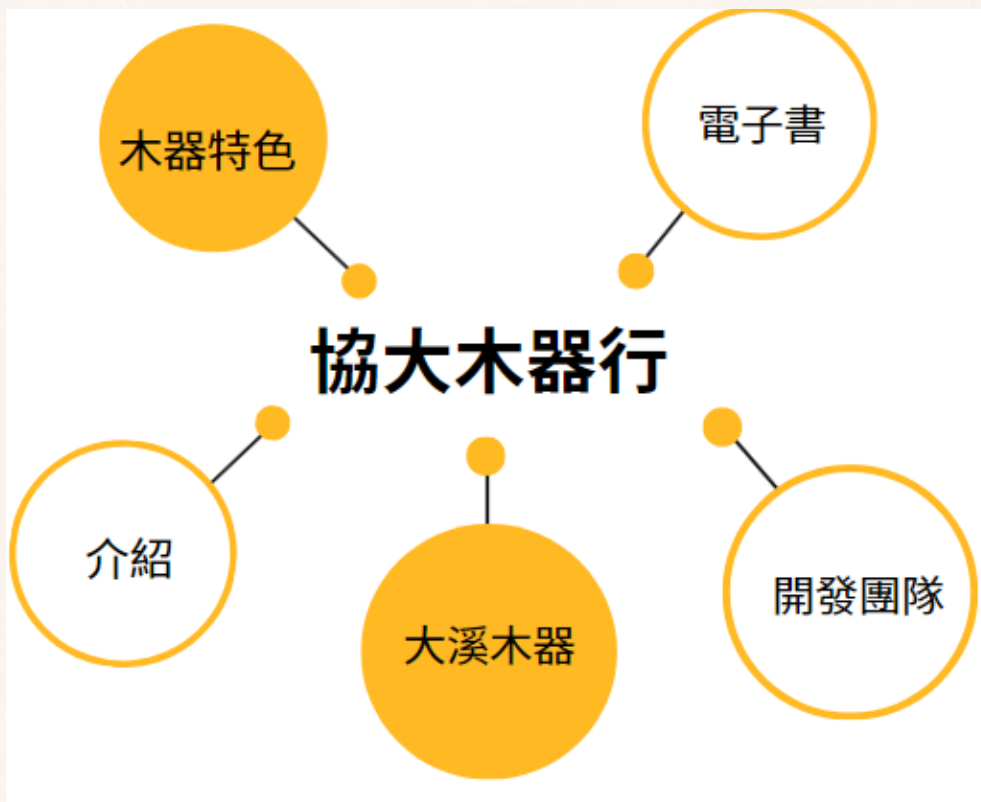 木器特色
電子書
協大木器行
介紹
大溪木器
開發團隊